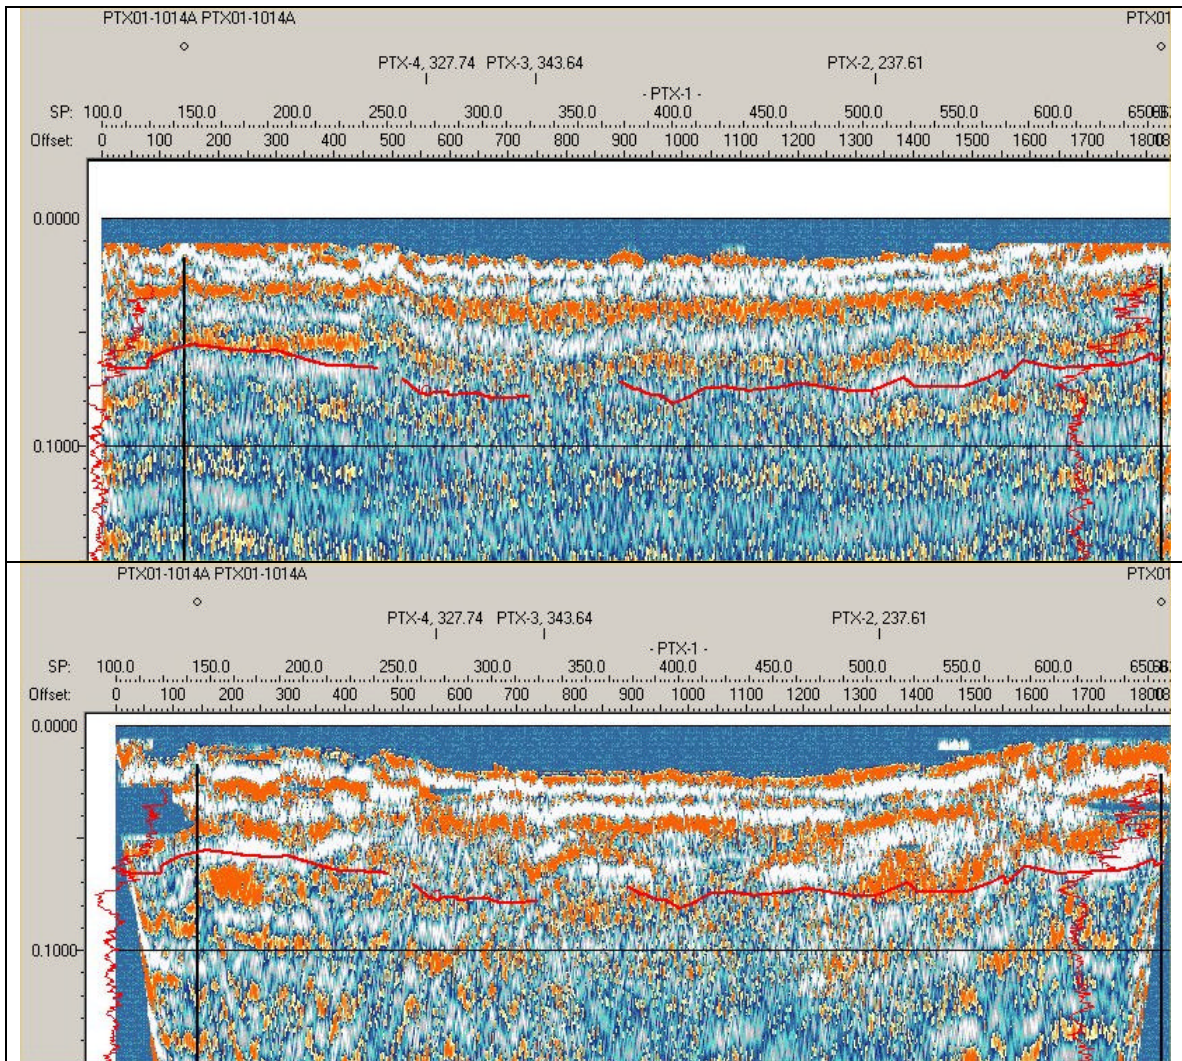 PTX01-1014A PTX01-1014A PTX01
PTX-4, 327.74 PTX-3, 343.64 PTX-2, 237.61
- PTX-1 -
SP: 100.0 150.0 200.0 250.0 300.0 350.0 400.0 450.0 500.0 550.0 600.0
Offset: 0 100 200 300 400 500 600 700 800 900 1000 1100 1200 1300 1400 1500 1600 1700 1800
0.0000
0.1000
PTX01-1014A PTX01-1014A PTX01
PTX-4, 327.74 PTX-3, 343.64 PTX-2, 237.61
- PTX-1 -
SP: 100.0 150.0 200.0 250.0 300.0 350.0 400.0 450.0 500.0 550.0 600.0
Offset: 0 100 200 300 400 500 600 700 800 900 1000 1100 1200 1300 1400 1500 1600 1700 1800
0.0000
0.1000